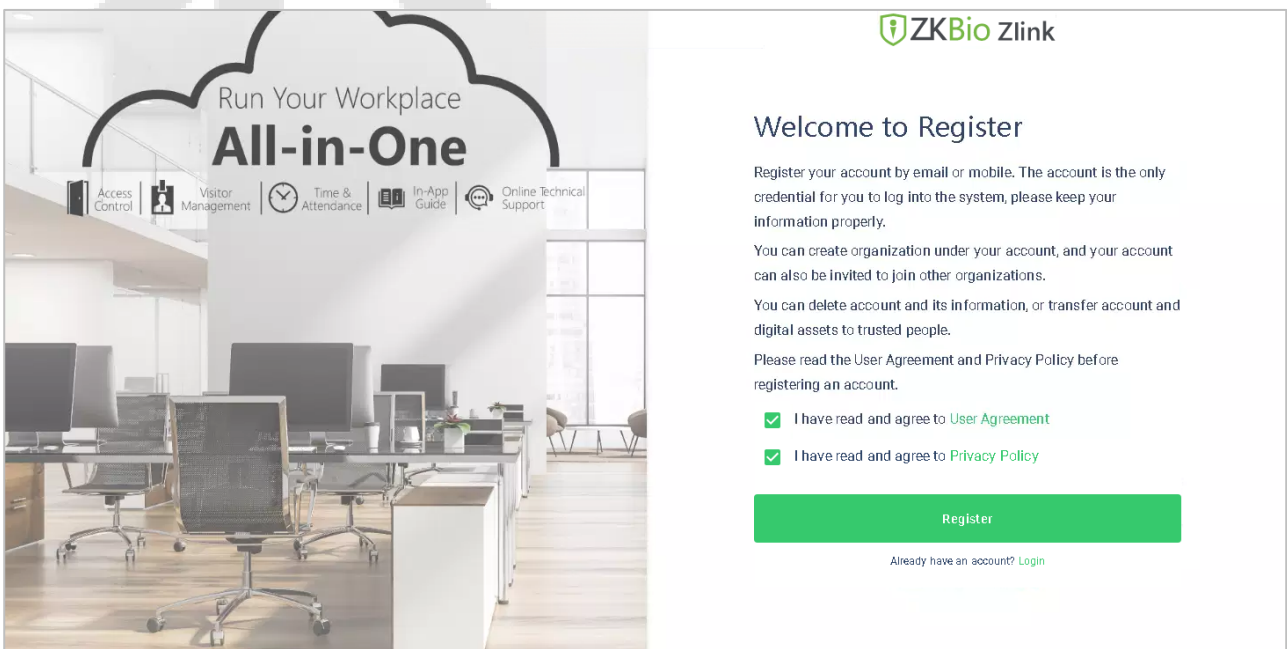 Run Your Workplace
All-in-One
Access
Control
Visitor
Management
Time &
Attendance
In-App
Guide
Online Technical
Support
ZKBio Zlink
Welcome to Register
Register your account by email or mobile. The account is the only
credential for you to log into the system, please keep your
information properly.
You can create organization under your account, and your account
can also be invited to join other organizations.
You can delete account and its information, or transfer account and
digital assets to trusted people.
Please read the User Agreement and Privacy Policy before
registering an account.
I have read and agree to User Agreement
I have read and agree to Privacy Policy
Register
Already have an account? Login